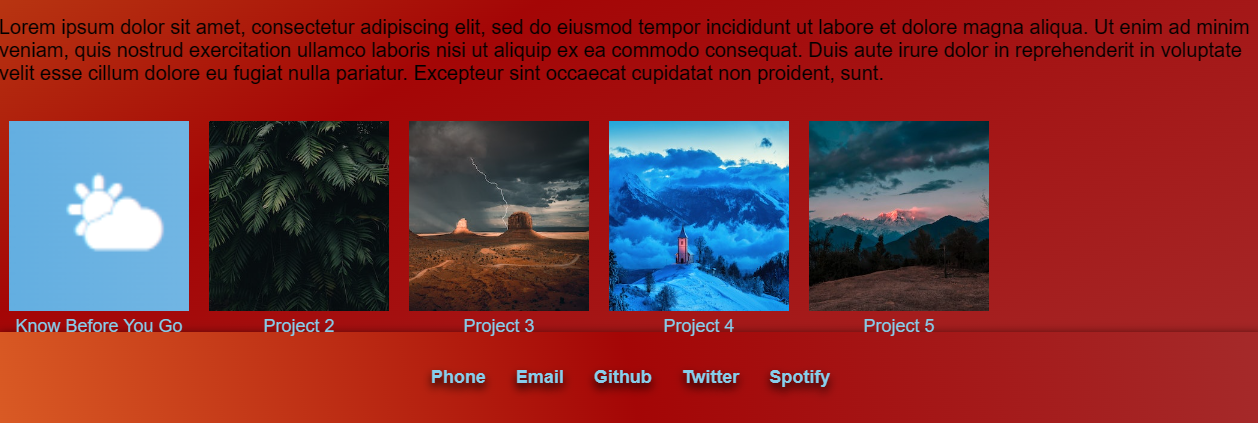 Lorem ipsum dolor sit amet, consectetur adipiscing elit, sed do eiusmod tempor incididunt ut labore et dolore magna aliqua. Ut enim ad minim
veniam, quis nostrud exercitation ullamco laboris nisi ut aliquip ex ea commodo consequat. Duis aute irure dolor in reprehenderit in voluptate
velit esse cillum dolore eu fugiat nulla pariatur. Excepteur sint occaecat cupidatat non proident, sunt.
Know Before You Go Project 2 Project 3 Project 4 Project 5
Phone Email Github Twitter Spotify